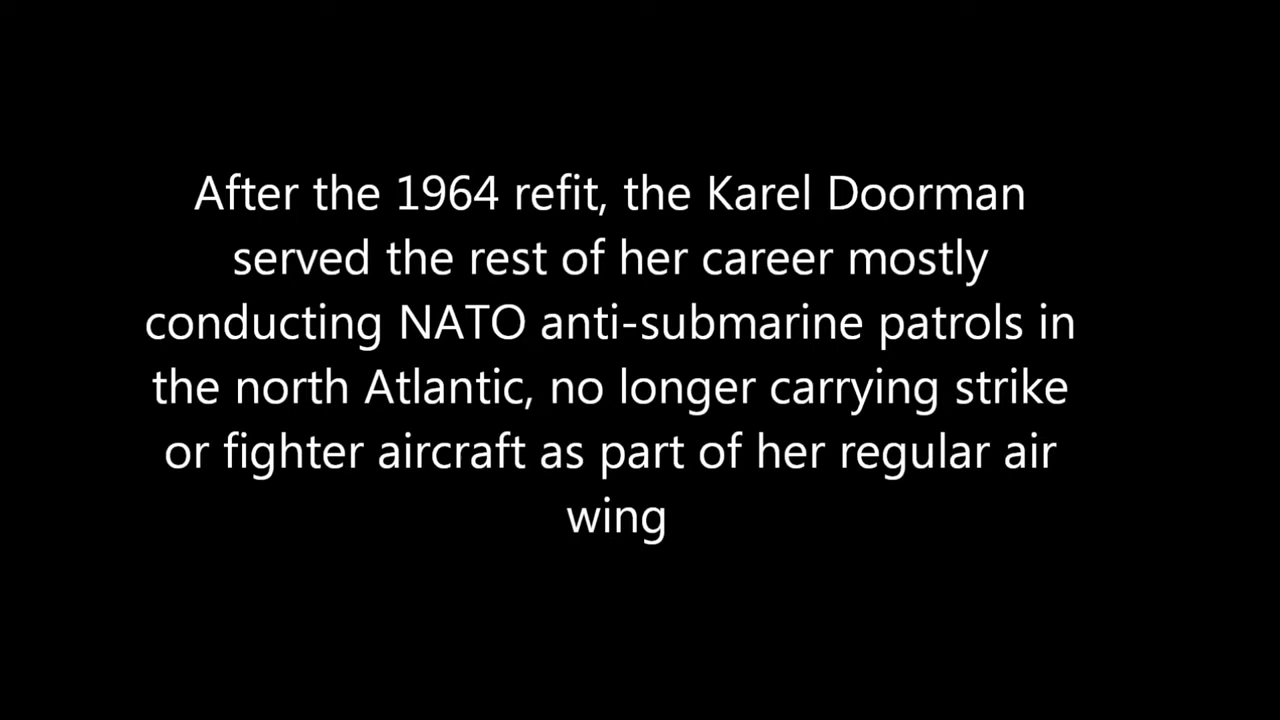 After the 1964 refit, the Karel Doorman
served the rest of her career mostly
conducting NATO anti-submarine patrols in
the north Atlantic, no longer carrying strike
or fighter aircraft as part of her regular air
wing